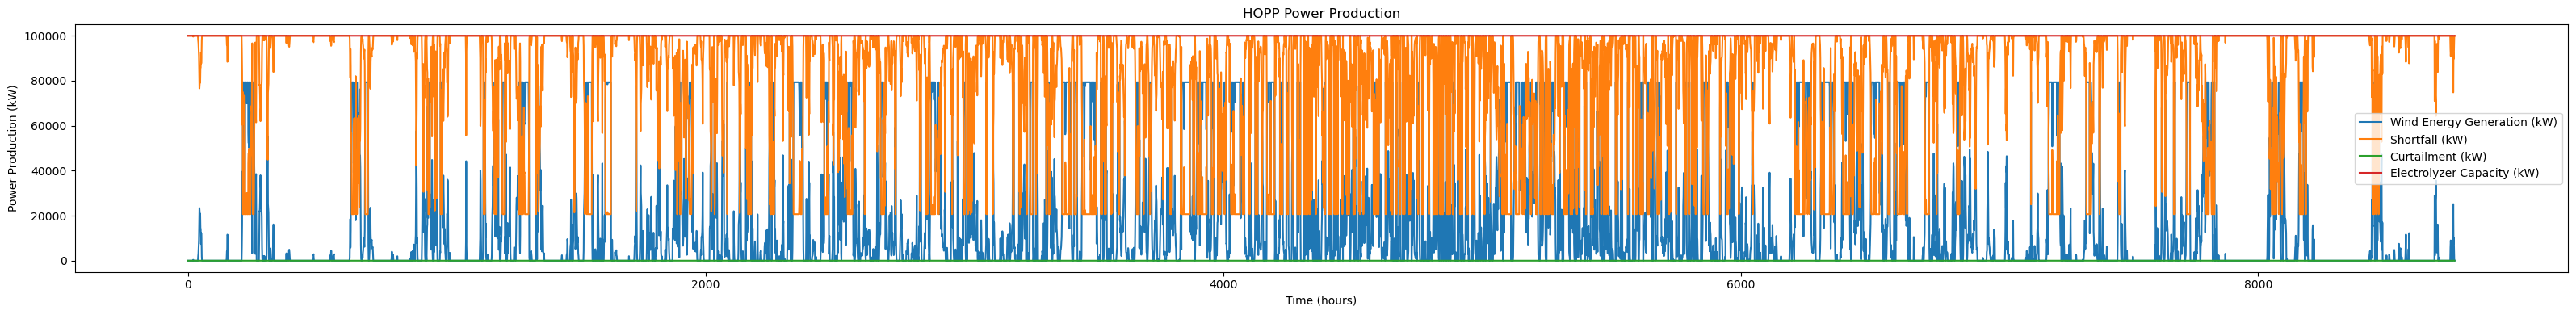 HOPP Power Production
Power Production (kW)
100000
80000
60000
40000
20000
0
0 2000 4000 6000 8000
Time (hours)
Wind Energy Generation (kW)
Shortfall (kW)
Curtailment (kW)
Electrolyzer Capacity (kW)